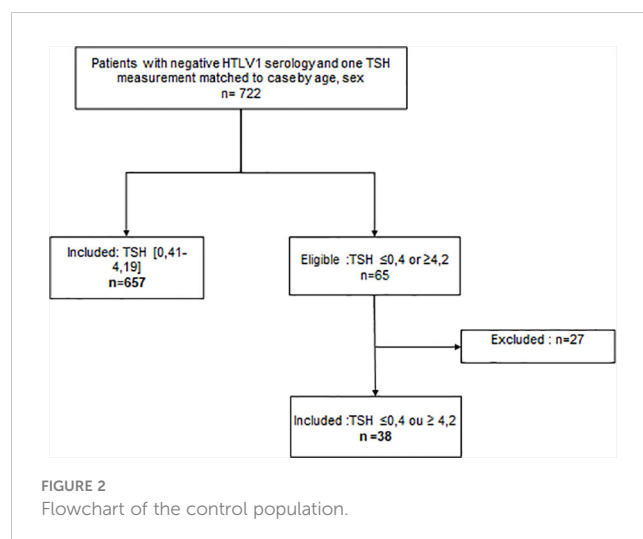 Patients with negative HTLV1 serology and one TSH
measurement matched to case by age, sex
n= 722
Included: TSH [0,41-
4,19]
n=657
Eligible :TSH ≤0,4 or ≥4,2
n=65
Excluded : n=27
Included :TSH ≤0,4 ou ≥ 4,2
n =38
FIGURE 2
Flowchart of the control population.